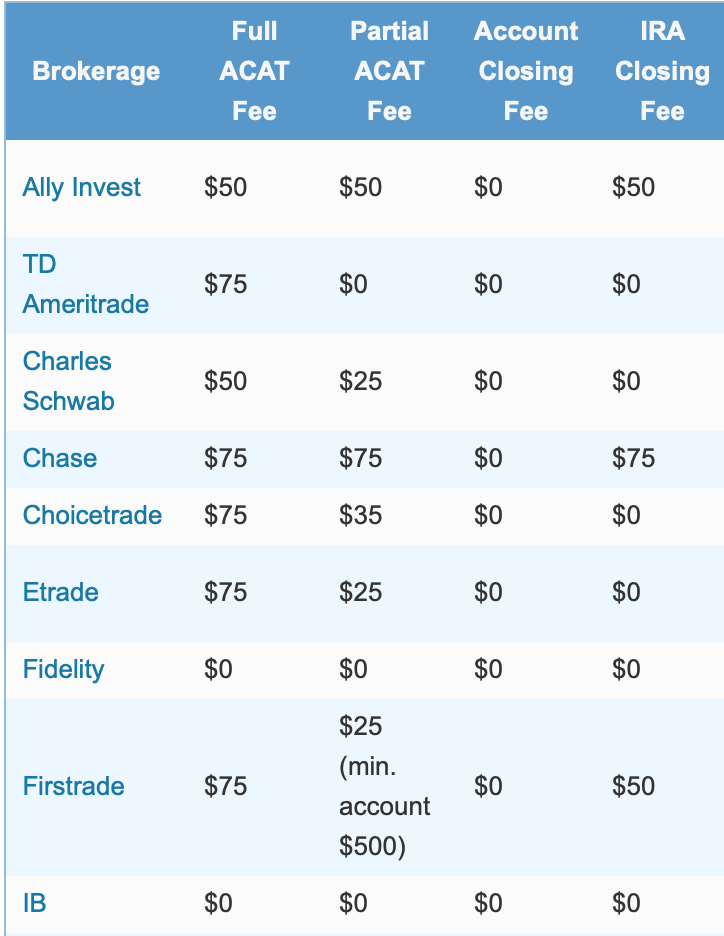 Brokerage Full ACAT Fee Partial ACAT Fee Account Closing Fee IRA Closing Fee
Ally Invest $50 $50 $0 $50
TD Ameritrade $75 $0 $0 $0
Charles Schwab $50 $25 $0 $0
Chase $75 $75 $0 $75
Choicetrade $75 $35 $0 $0
Etrade $75 $25 $0 $0
Fidelity $0 $0 $0 $0
Firstrade $75 $25 (min. account $500) $0 $50
IB $0 $0 $0 $0